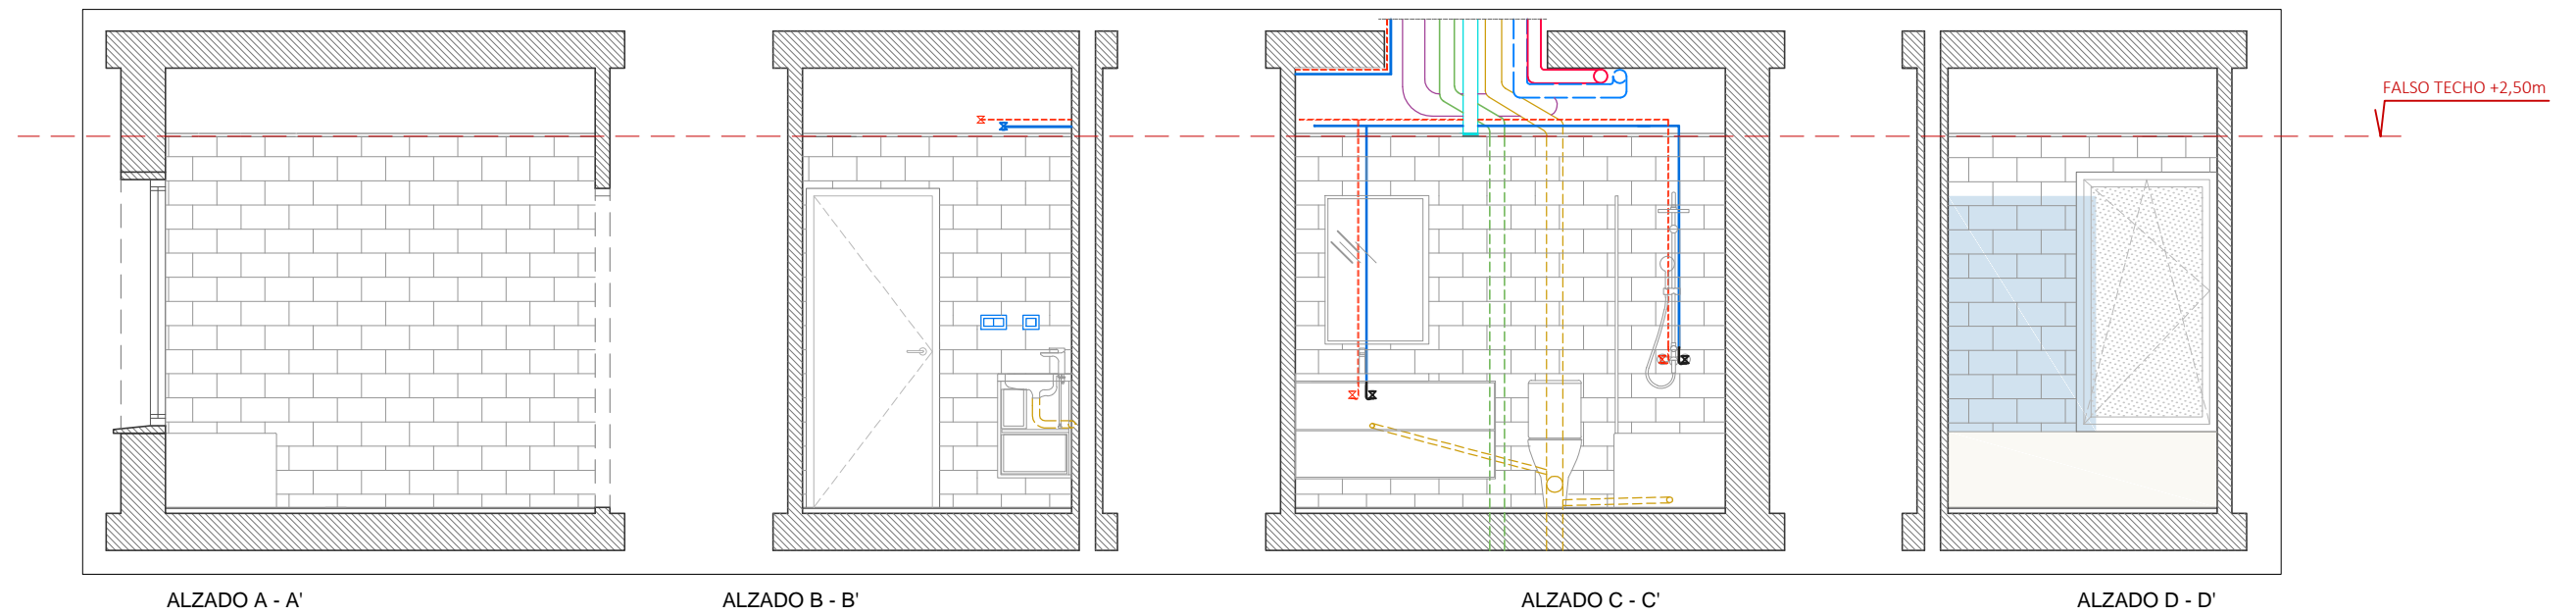 FALSO TECHO +2,50m
ALZADO A - A'
ALZADO B - B'
ALZADO C - C'
ALZADO D - D'